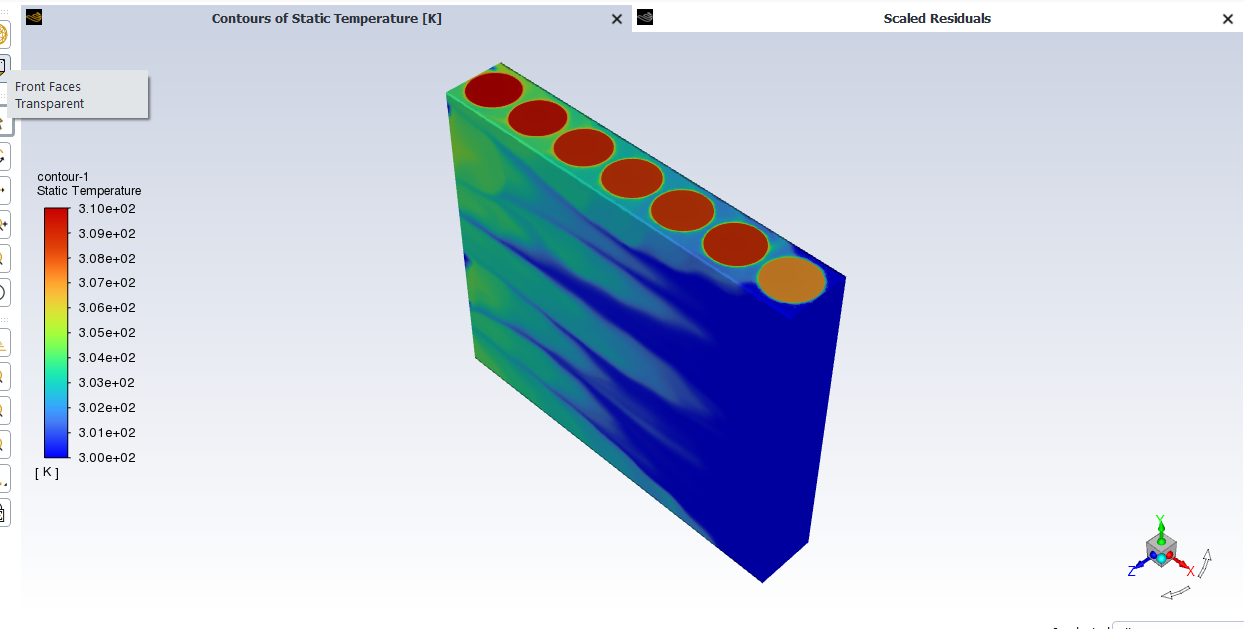 Contours of Static Temperature [K]
Scaled Residuals
Front Faces
Transparent
contour-1
Static Temperature
3.10e+02
3.09e+02
3.08e+02
3.07e+02
3.06e+02
3.05e+02
3.04e+02
3.03e+02
3.02e+02
3.01e+02
3.00e+02
[ K ]
Y
Z
X